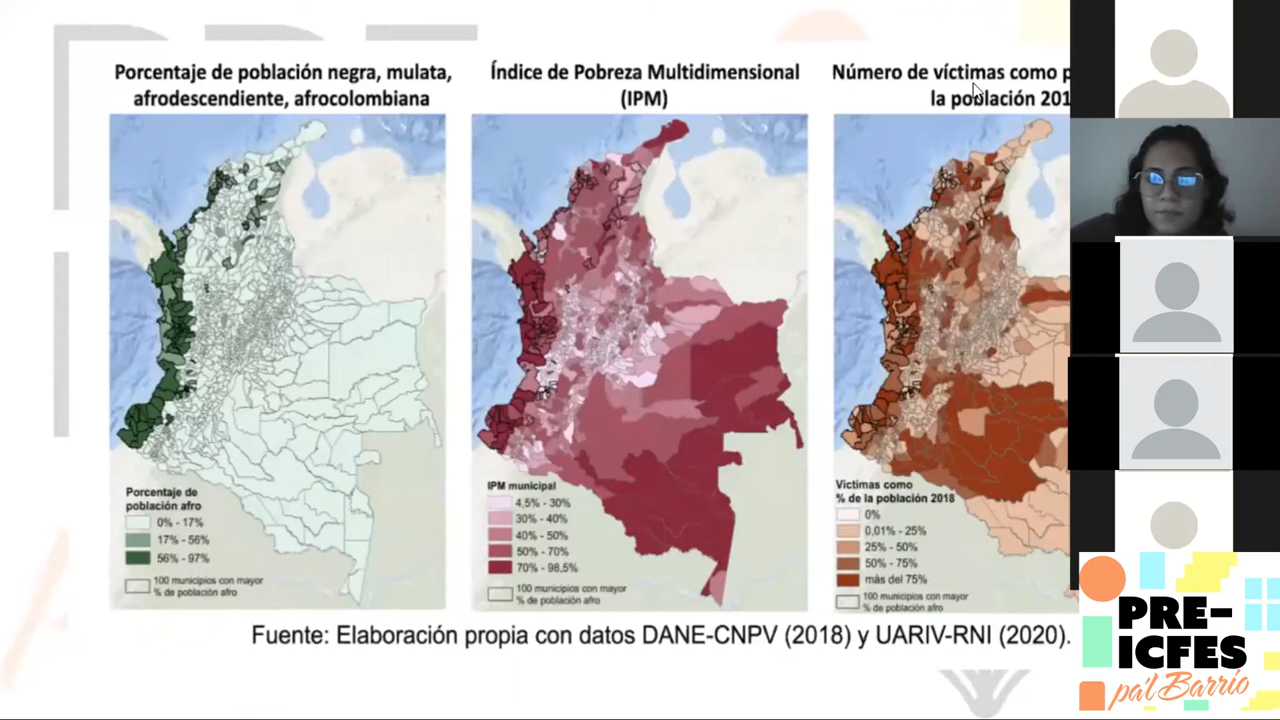 Porcentaje de población negra, mulata,
afrodescendiente, afrocolombiana
Índice de Pobreza Multidimensional
(IPM)
Número de víctimas como p
la población 201
Porcentaje de
población afro
0% - 17%
17% - 56%
56% - 97%
100 municipios con mayor
% de población afro
IPM municipal
4,5% - 30%
30% - 40%
40% - 50%
50% - 70%
70% - 98,5%
100 municipios con mayor
% de población afro
Víctimas como
% de la población 2018
0%
0,01% - 25%
25% - 50%
50% - 75%
más del 75%
100 municipios con mayor
% de población afro
Fuente: Elaboración propia con datos DANE-CNPV (2018) y UARIV-RNI (2020).
PRE-
ICFES
pa'l Barrio